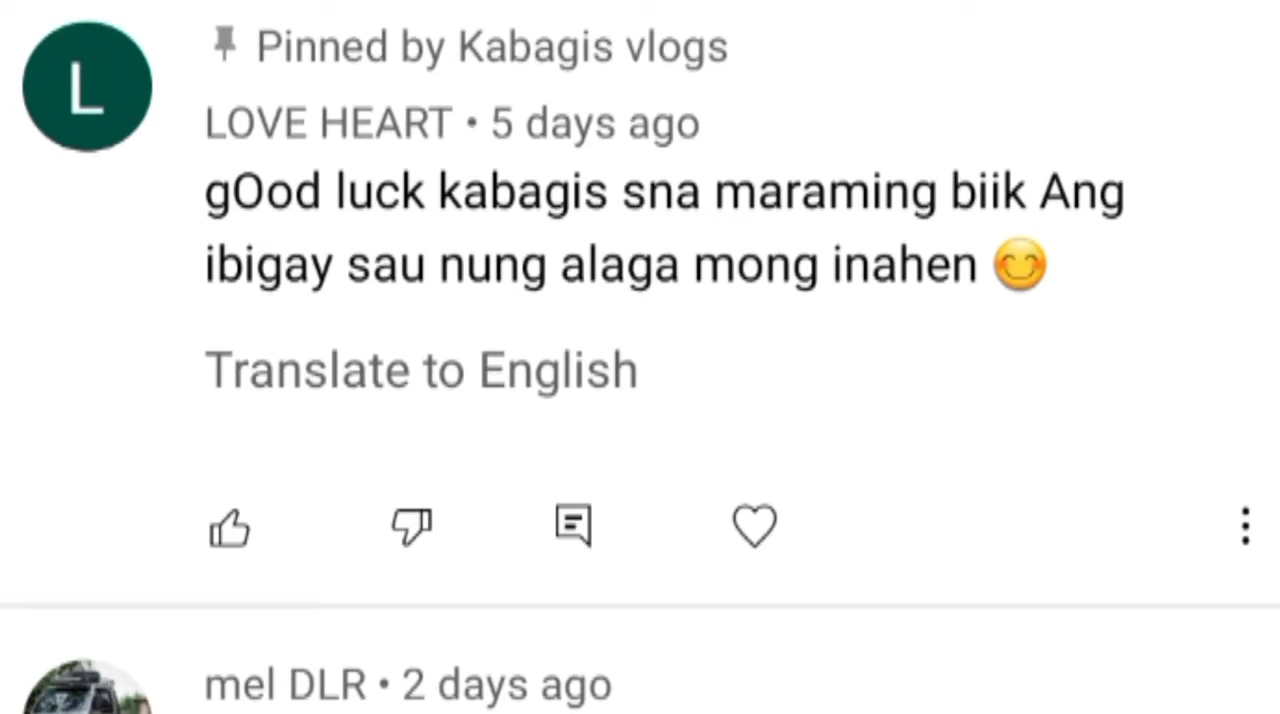 L
Pinned by Kabagis vlogs
LOVE HEART • 5 days ago
gOod luck kabagis sna maraming biik Ang
ibigay sau nung alaga mong inahen 😊
Translate to English
mel DLR • 2 days ago